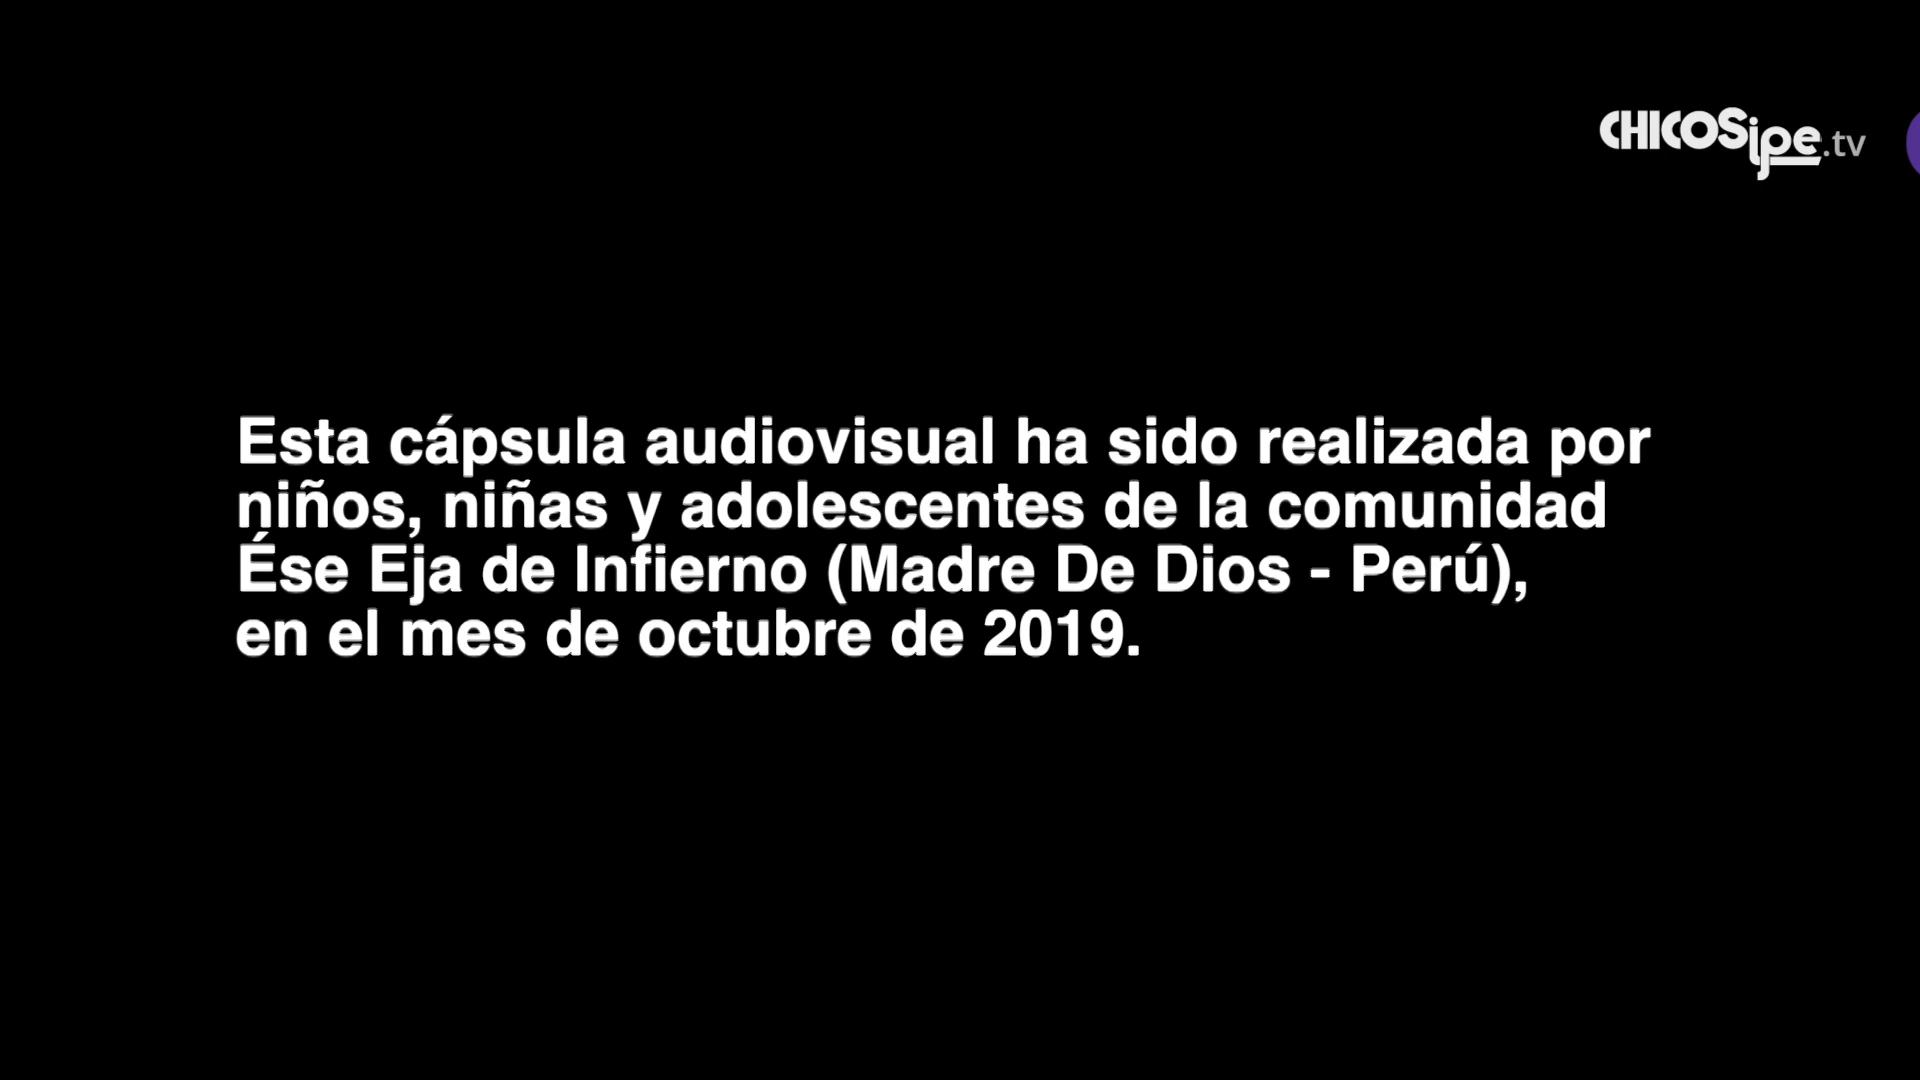 CHICOSipe.tv
Esta cápsula audiovisual ha sido realizada por
niños, niñas y adolescentes de la comunidad
Ése Eja de Infierno (Madre De Dios - Perú),
en el mes de octubre de 2019.